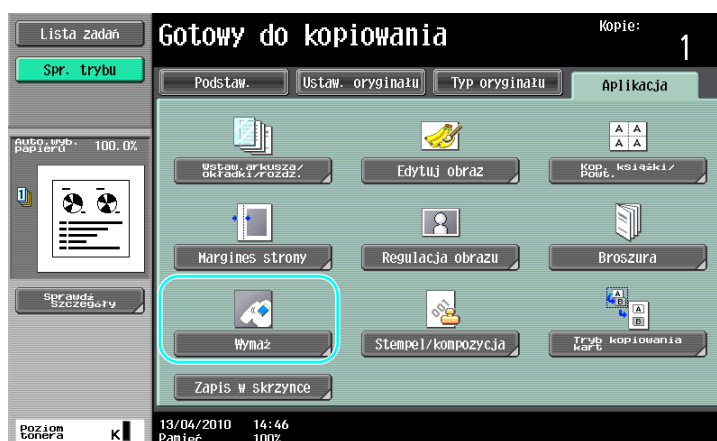 Lista zadań
Gotowy do kopiowania
Kopie:
1
Spr. trybu
Podstaw.
Ustaw. oryginału
Typ oryginału
Aplikacja
Auto.wyb.
papieru
100.0%
1
Wstaw.arkusza/
okładki/rozdz.
Edytuj obraz
Kop. książki/
Powt.
Margines strony
Regulacja obrazu
Broszura
Sprawdź
Szczegóły
Wymaż
Stempel/kompozycja
Tryb kopiowania
kart
Zapis w skrzynce
Poziom
tonera
K
13/04/2010 14:46
Pamięć 100%